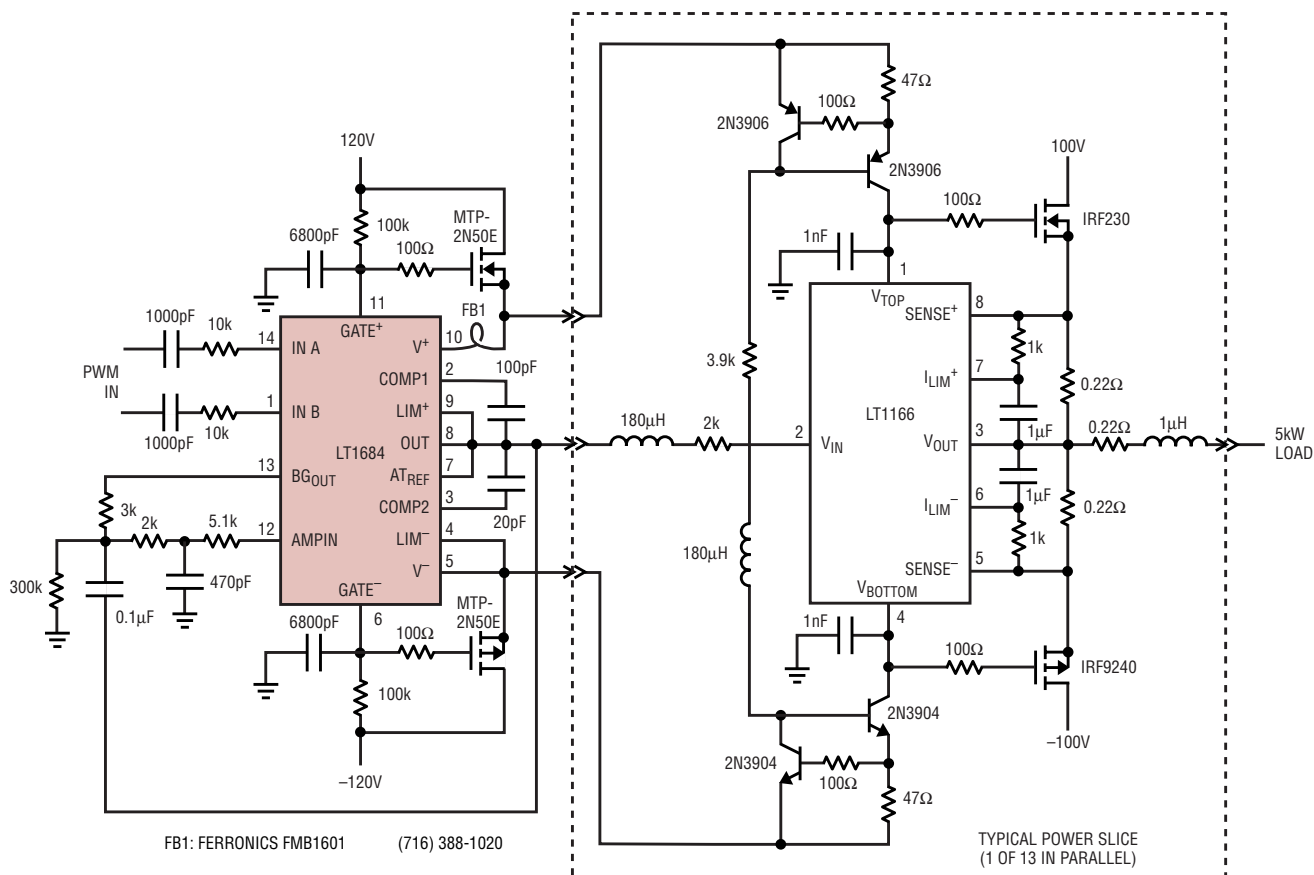 47Ω
100Ω
2N3906
2N3906
120V
100V
100k
MTP-
2N50E
100Ω
IRF230
6800pF
100Ω
1nF
11
FB1
1
1000pF
10k
14
IN A
GATE+
V+
10
VTOP
SENSE+
8
1k
PWM
IN
COMP1
2
100pF
3.9k
ILIM+
7
0.22Ω
1
IN B
LIM+
9
LT1166
1μF
1000pF
10k
LT1684
OUT
8
180μH
2k
2
VIN
VOUT
3
0.22Ω
1μH
5kW
LOAD
13
BGOUT
ATREF
7
1μF
3k
COMP2
3
20pF
ILIM–
6
0.22Ω
2k
5.1k
12
AMPIN
LIM–
4
180μH
1k
300k
470pF
V–
5
SENSE–
5
0.1μF
GATE–
VBOTTOM
6
MTP-
2N50E
4
6800pF
100Ω
1nF
100Ω
IRF9240
100k
2N3904
–100V
–120V
2N3904
100Ω
47Ω
FB1: FERRONICS FMB1601 (716) 388-1020
TYPICAL POWER SLICE
(1 OF 13 IN PARALLEL)